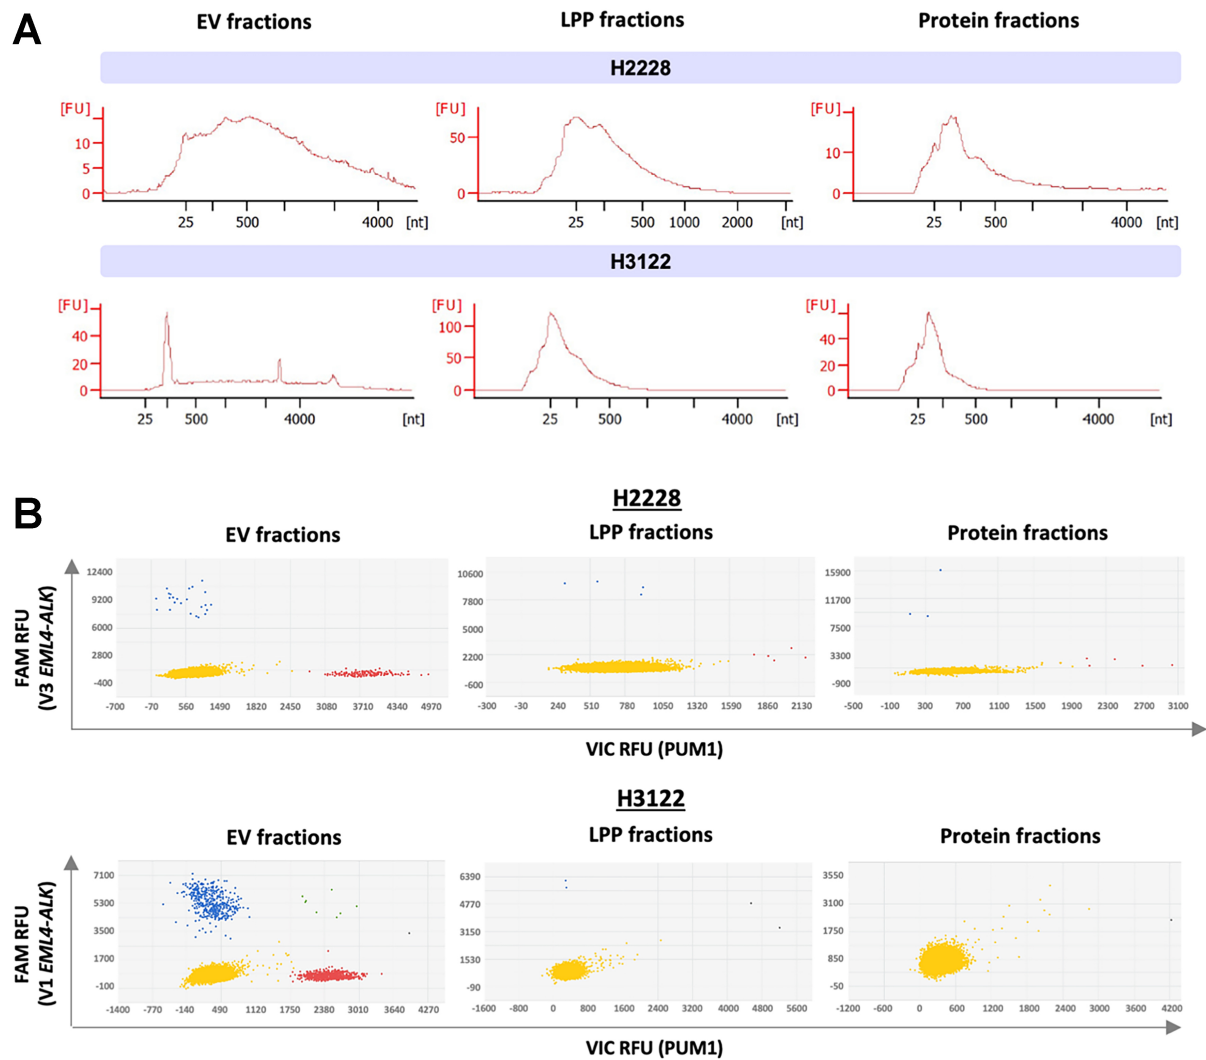 A
EV fractions LPP fractions Protein fractions
H2228
[FU] [FU] [FU]
10
5
0
25 500 4000 [nt]
50
0
25 500 1000 2000 [nt]
10
0
25 500 4000 [nt]
H3122
[FU] [FU] [FU]
40
20
0
25 500 4000 [nt]
100
50
0
25 500 4000 [nt]
40
20
0
25 500 4000 [nt]
B
H2228
EV fractions LPP fractions Protein fractions
FAM RFU
(V3 EML4-ALK)
12400
9200
6000
2800
-400
-700 -70 560 1490 1820 2450 3080 3710 4340 4970
10600
7800
5000
2200
-600
-300 -30 240 510 780 1050 1320 1590 1860 2130
15900
11700
7500
3300
-900
-500 -100 300 700 1100 1500 1900 2300 2700 3100
VIC RFU (PUM1)
H3122
EV fractions LPP fractions Protein fractions
FAM RFU
(V1 EML4-ALK)
7100
5300
3500
1700
-100
-1400 -770 -140 490 1120 1750 2380 3010 3640 4270
6390
4770
3150
1530
-90
-1600 -800 0 800 1600 2400 3200 4000 4800 5600
3550
3100
1750
850
-50
-1200 -600 0 600 1200 1800 2400 3000 3600 4200
VIC RFU (PUM1)